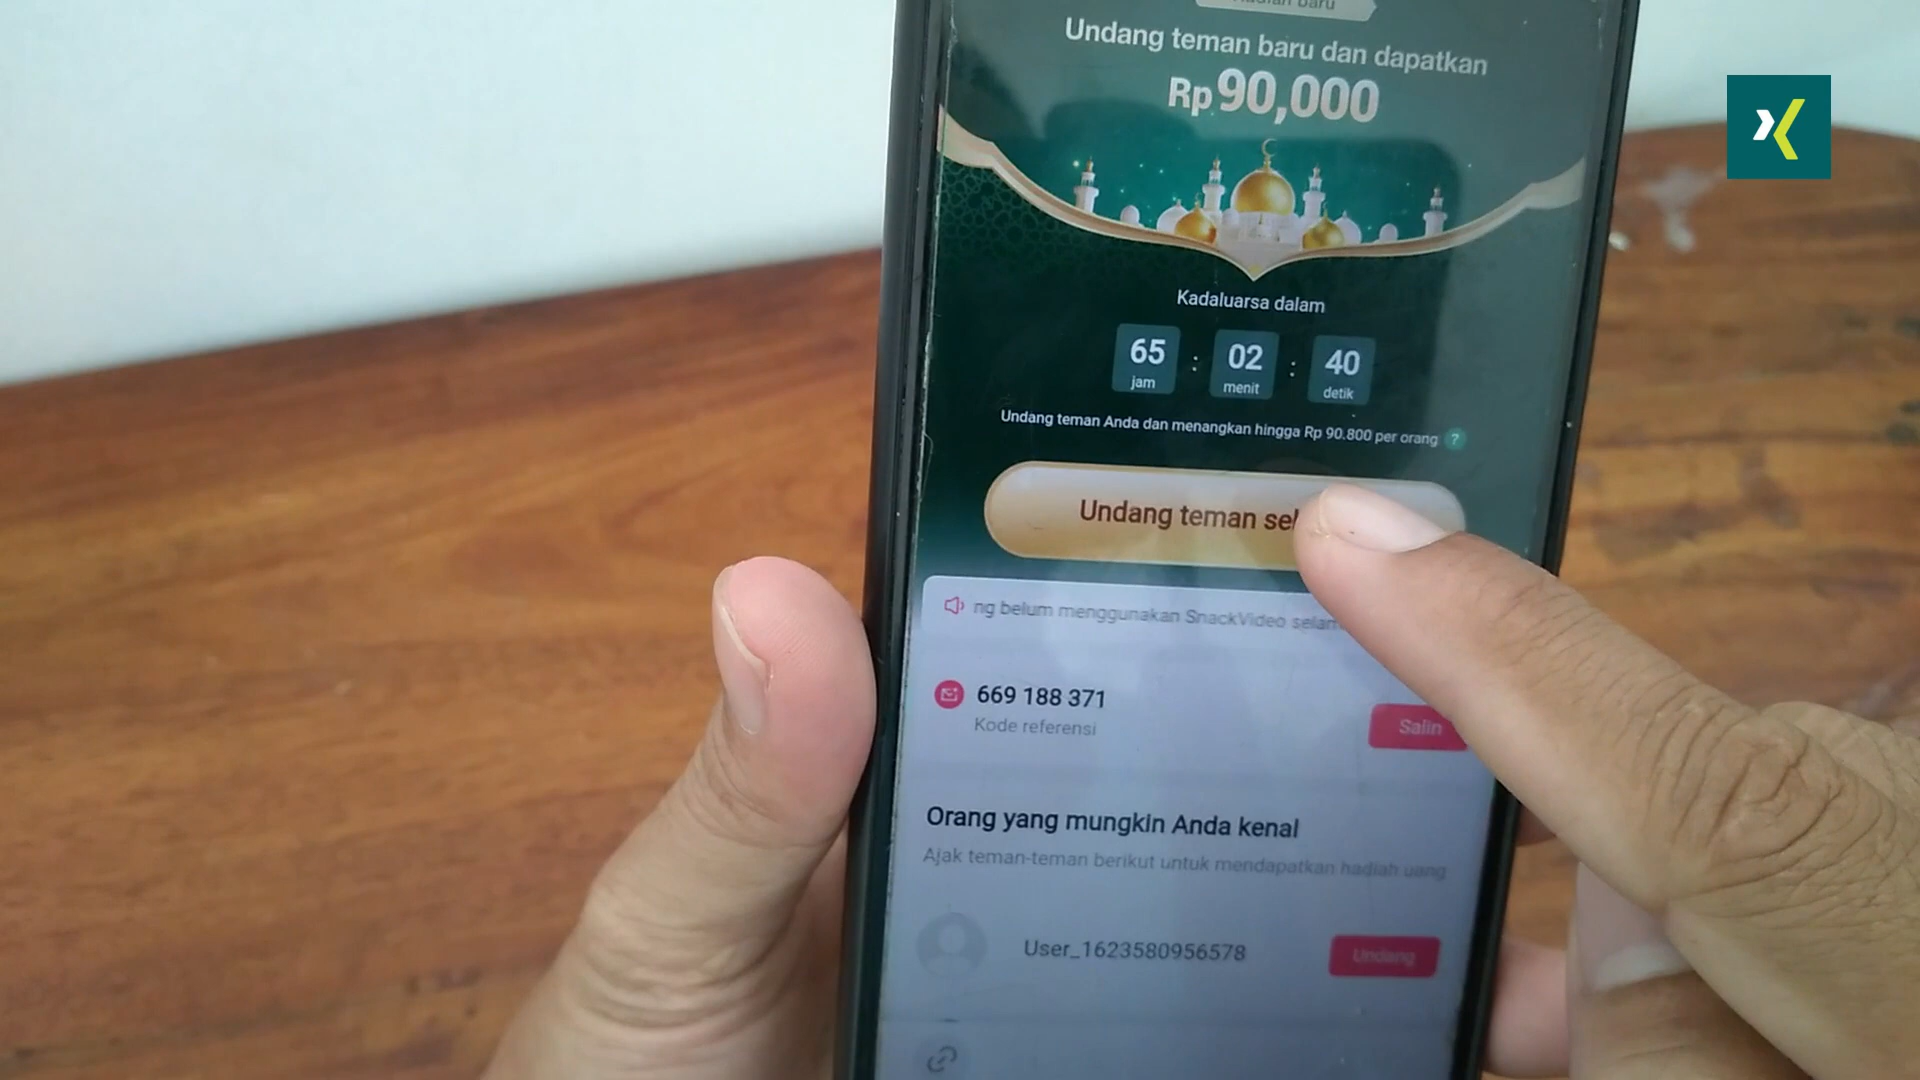 Undang teman baru dan dapatkan
Rp90,000
Kadaluarsa dalam
65 : 02 : 40
jam menit detik
Undang teman Anda dan menangkan hingga Rp 90.800 per orang ?
Undang teman
ng belum menggunakan SnackVideo
669 188 371
Kode referensi
Salin
Orang yang mungkin Anda kenal
Ajak teman-teman berikut untuk mendapatkan hadiah uang
User_1623580956578
Undang